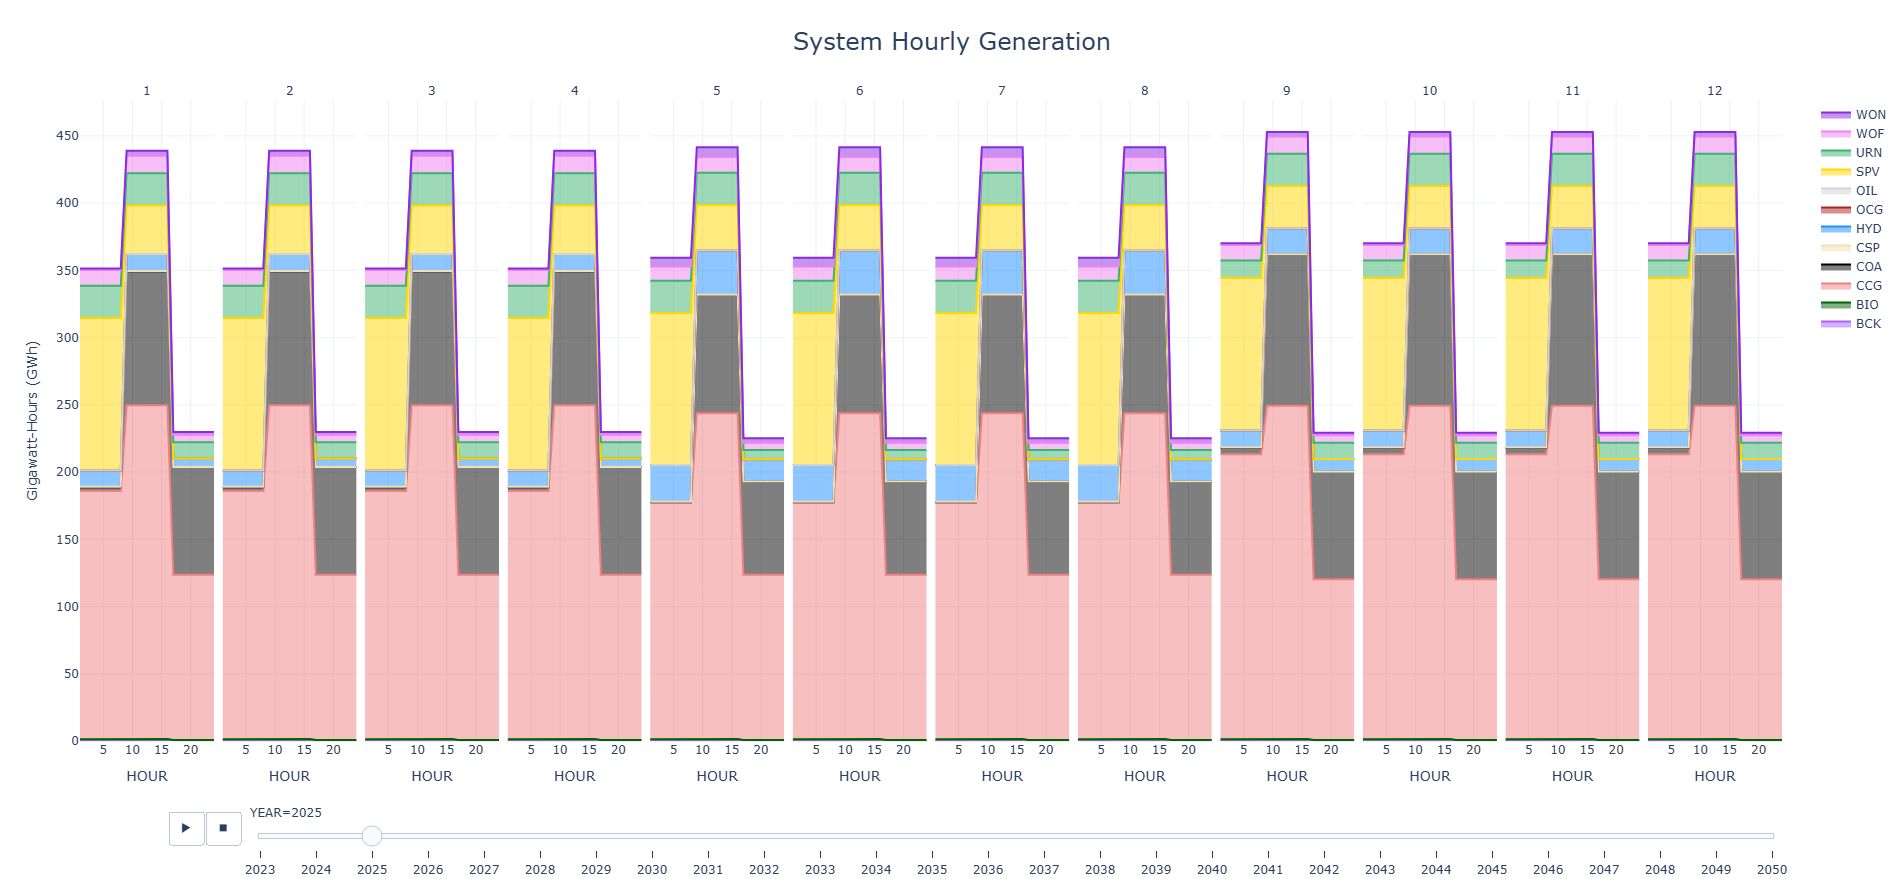 System Hourly Generation
1 2 3 4 5 6 7 8 9 10 11 12
450
400
350
300
250
200
150
100
50
0
Gigawatt-Hours (GWh)
5 10 15 20 5 10 15 20 5 10 15 20 5 10 15 20 5 10 15 20 5 10 15 20 5 10 15 20 5 10 15 20 5 10 15 20 5 10 15 20 5 10 15 20 5 10 15 20
HOUR HOUR HOUR HOUR HOUR HOUR HOUR HOUR HOUR HOUR HOUR HOUR
WON
WOF
URN
SPV
OIL
OCG
HYD
CSP
COA
CCG
BIO
BCK
YEAR=2025
2023 2024 2025 2026 2027 2028 2029 2030 2031 2032 2033 2034 2035 2036 2037 2038 2039 2040 2041 2042 2043 2044 2045 2046 2047 2048 2049 2050